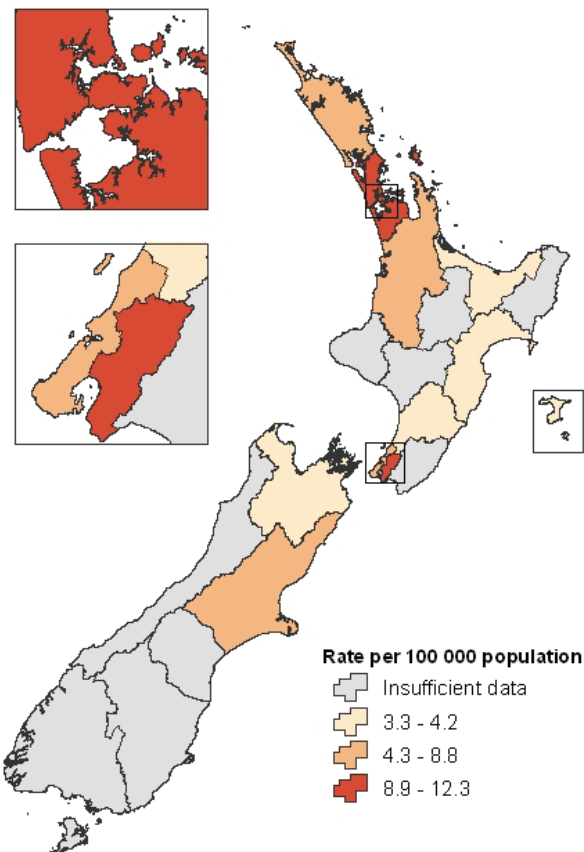 Rate per 100 000 population
Insufficient data
3.3 - 4.2
4.3 - 8.8
8.9 - 12.3